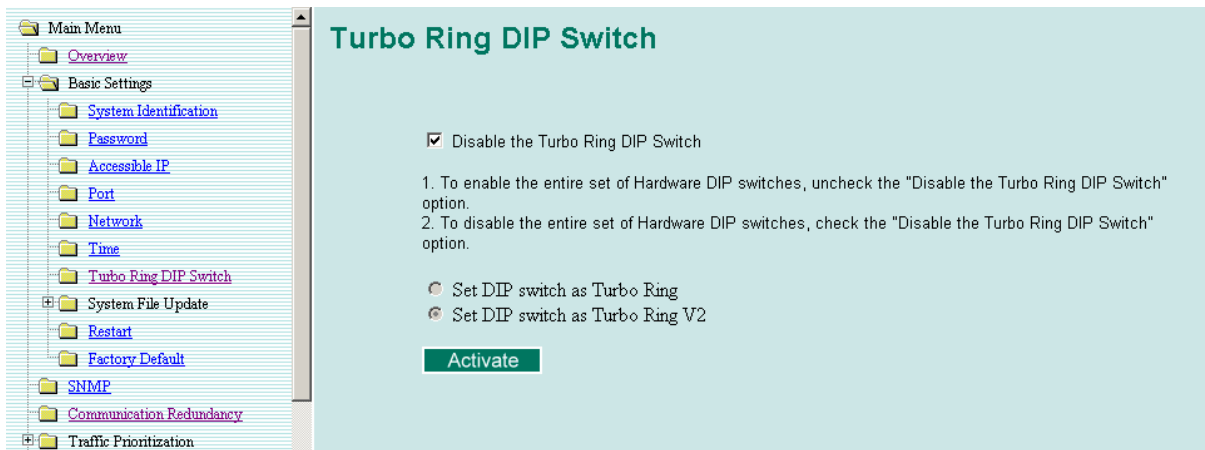 Main Menu
Overview
Basic Settings
System Identification
Password
Accessible IP
Port
Network
Time
Turbo Ring DIP Switch
System File Update
Restart
Factory Default
SNMP
Communication Redundancy
Traffic Prioritization
Turbo Ring DIP Switch
Disable the Turbo Ring DIP Switch
1. To enable the entire set of Hardware DIP switches, uncheck the "Disable the Turbo Ring DIP Switch"
option.
2. To disable the entire set of Hardware DIP switches, check the "Disable the Turbo Ring DIP Switch"
option.
Set DIP switch as Turbo Ring
Set DIP switch as Turbo Ring V2
Activate